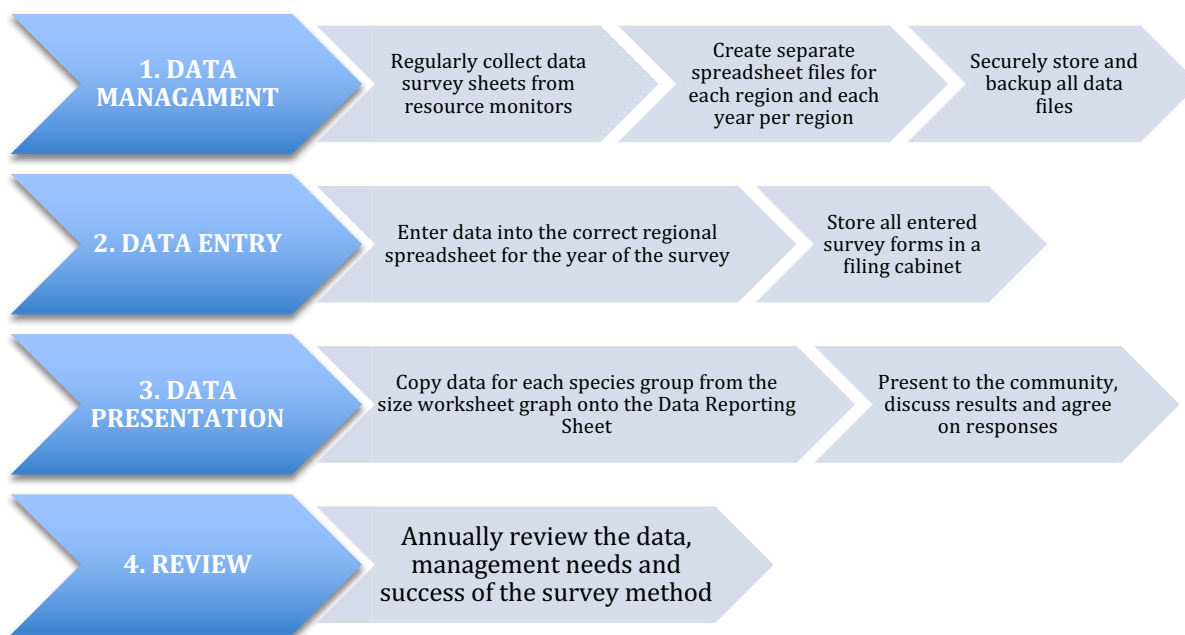 1. DATA
MANAGAMENT
Regularly collect data
survey sheets from
resource monitors
Create separate
spreadsheet files for
each region and each
year per region
Securely store and
backup all data
files
2. DATA ENTRY
Enter data into the correct regional
spreadsheet for the year of the survey
Store all entered
survey forms in a
filing cabinet
3. DATA
PRESENTATION
Copy data for each species group from the
size worksheet graph onto the Data Reporting
Sheet
Present to the community,
discuss results and agree
on responses
4. REVIEW
Annually review the data,
management needs and
success of the survey method